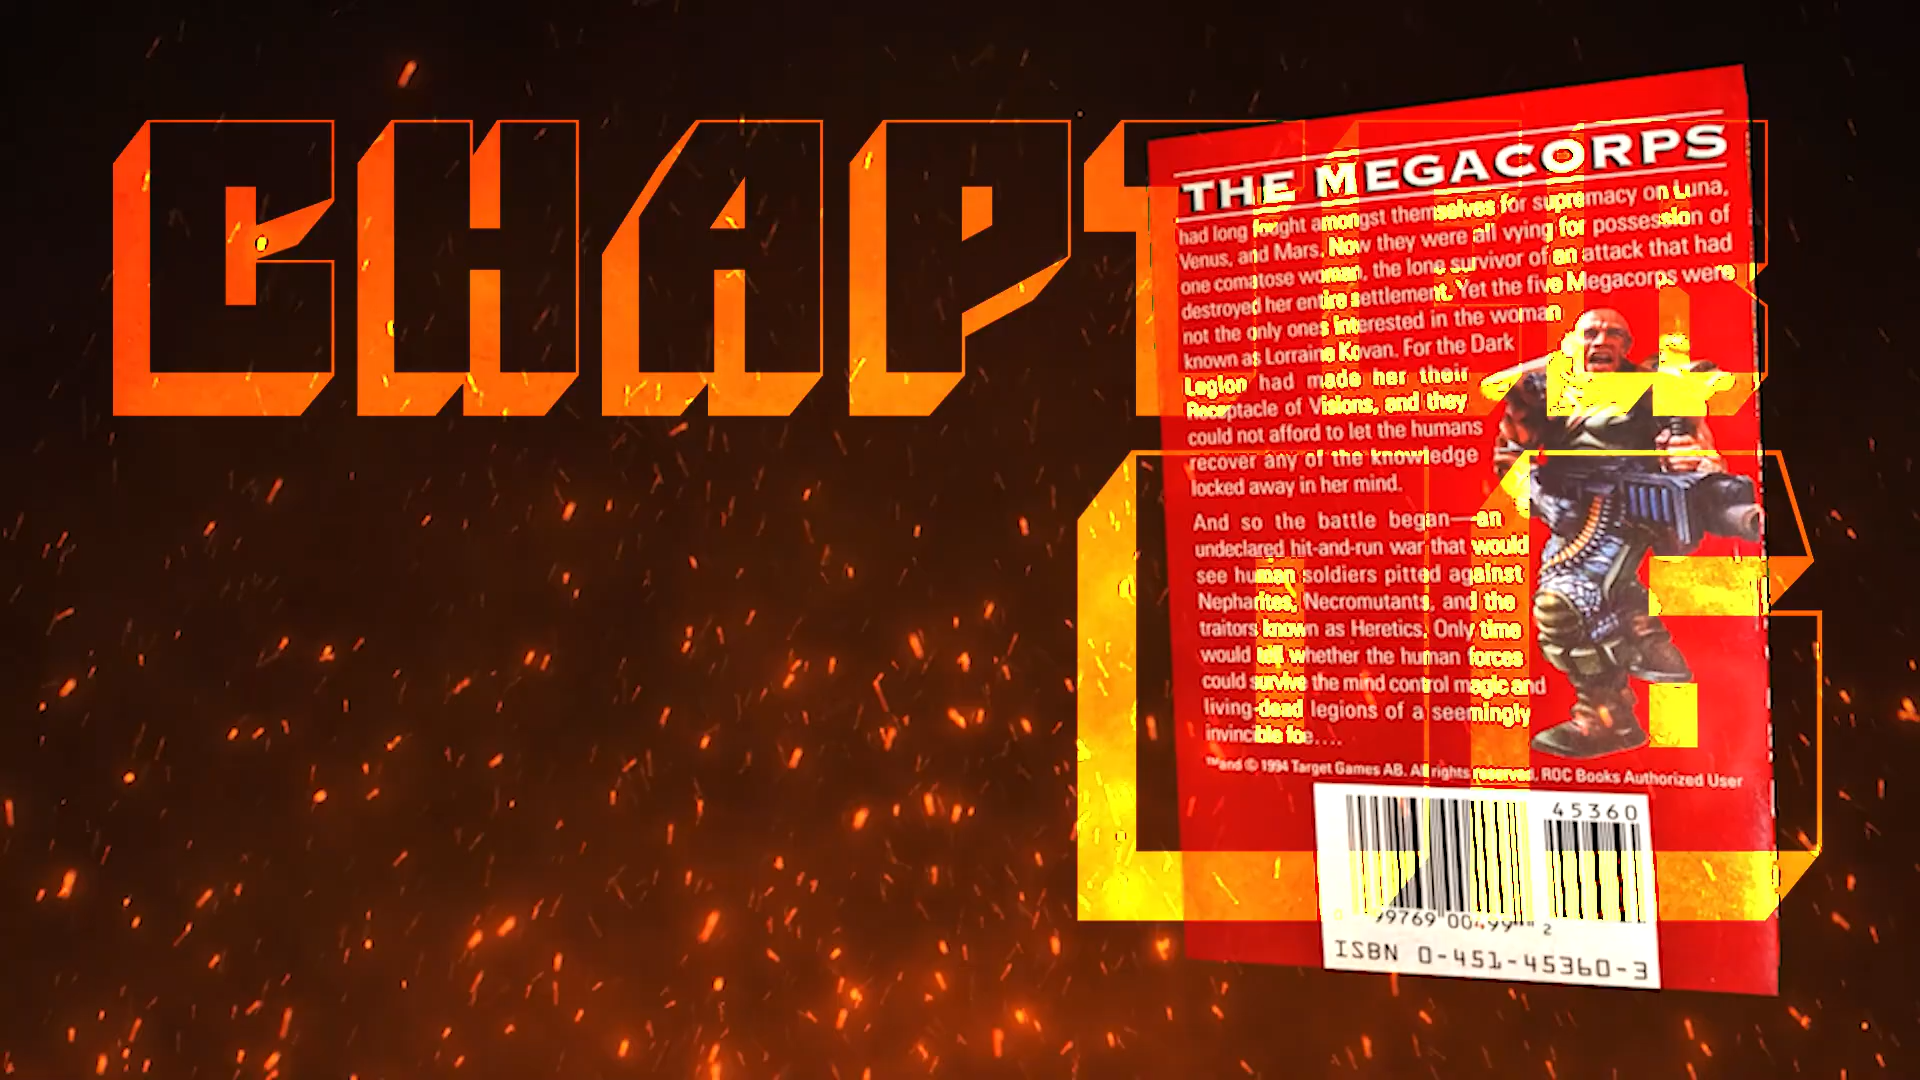 CHAPTER
06
THE MEGACORPS
had long fought amongst themselves for supremacy on Luna,
Venus, and Mars. Now they were all vying for possession of
one comatose woman, the lone survivor of an attack that had
destroyed her entire settlement. Yet the five Megacorps were
not the only ones interested in the woman
known as Lorraine Kovan. For the Dark
Legion had made her their
Receptacle of Visions, and they
could not afford to let the humans
recover any of the knowledge
locked away in her mind.
And so the battle began—an
undeclared hit-and-run war that would
see human soldiers pitted against
Nepharites, Necromutants, and the
traitors known as Heretics. Only time
would tell whether the human forces
could survive the mind control magic and
living-dead legions of a seemingly
invincible foe....
™and © 1994 Target Games AB. All rights reserved. ROC Books Authorized User
45360
0 99769 00499 2
ISBN 0-451-45360-3